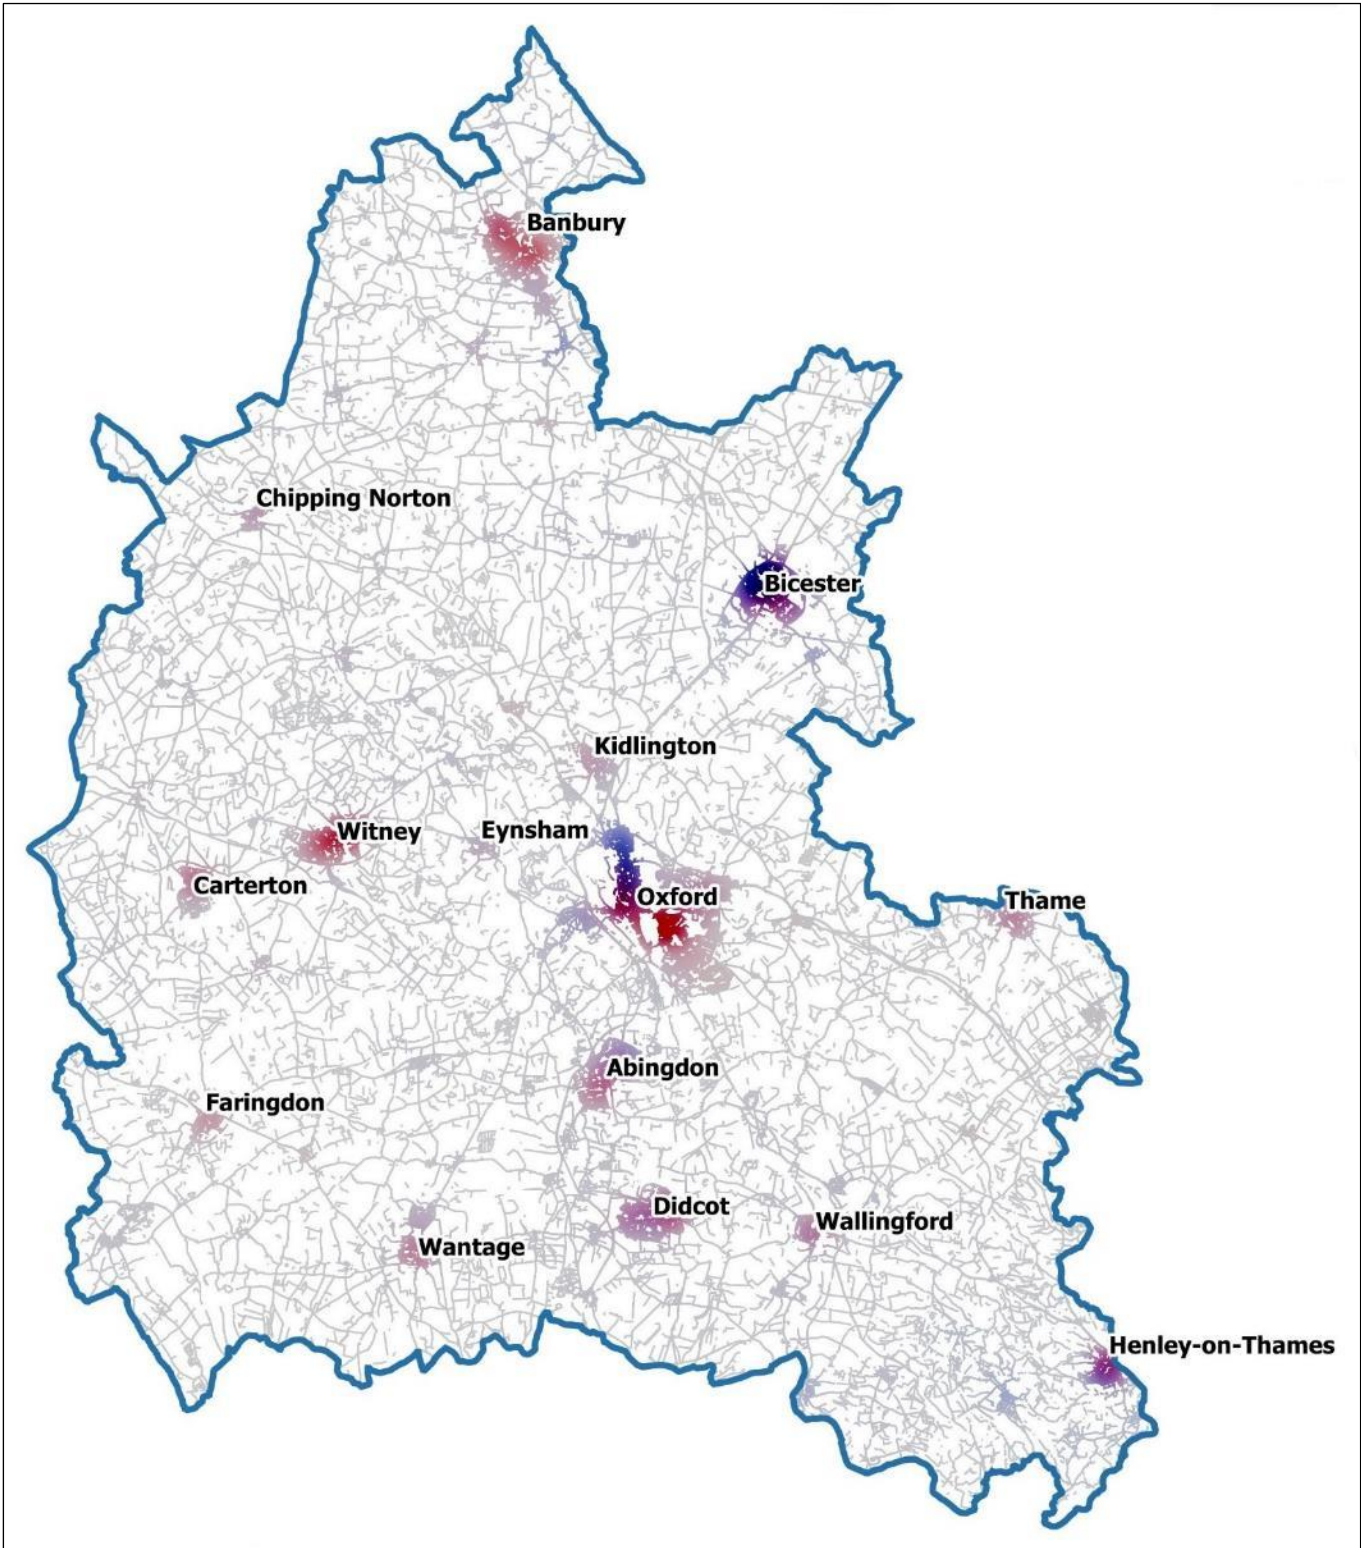 Banbury
Chipping Norton
Bicester
Kidlington
Witney
Eynsham
Carterton
Oxford
Thame
Abingdon
Faringdon
Didcot
Wallingford
Wantage
Henley-on-Thames